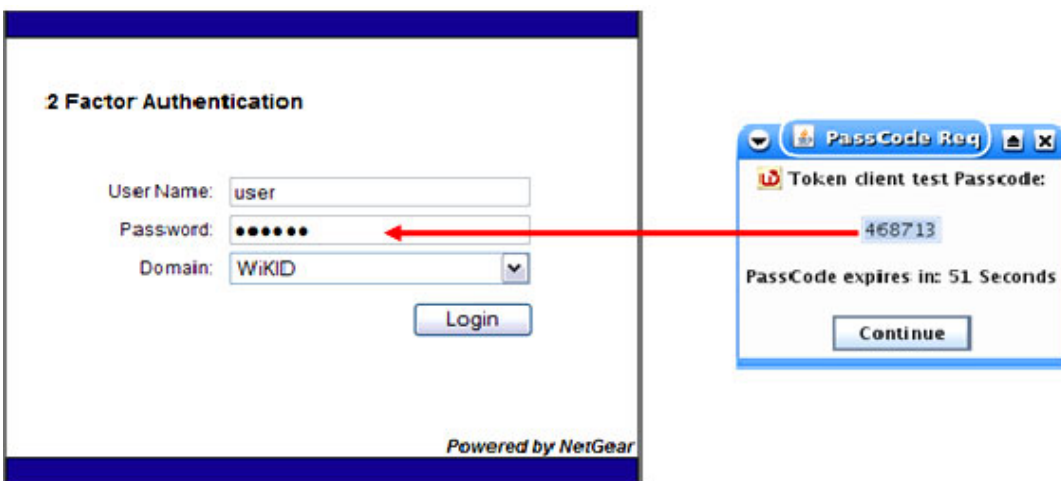 2 Factor Authentication
User Name: user
Password: ●●●●●●
Domain: WiKID
Login
Powered by NetGear
PassCode Req
Token client test Passcode:
468713
PassCode expires in: 51 Seconds
Continue